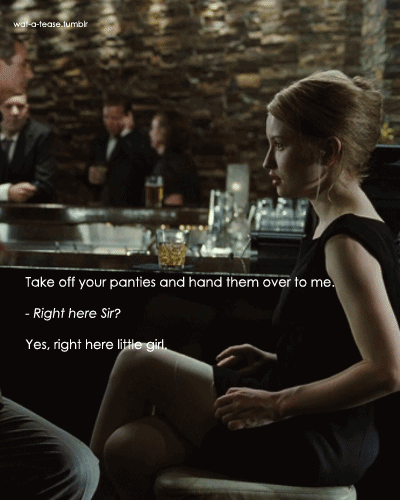 wat-a-tease.tumblr
Take off your panties and hand them over to me.
- Right here Sir?
Yes, right here little girl.